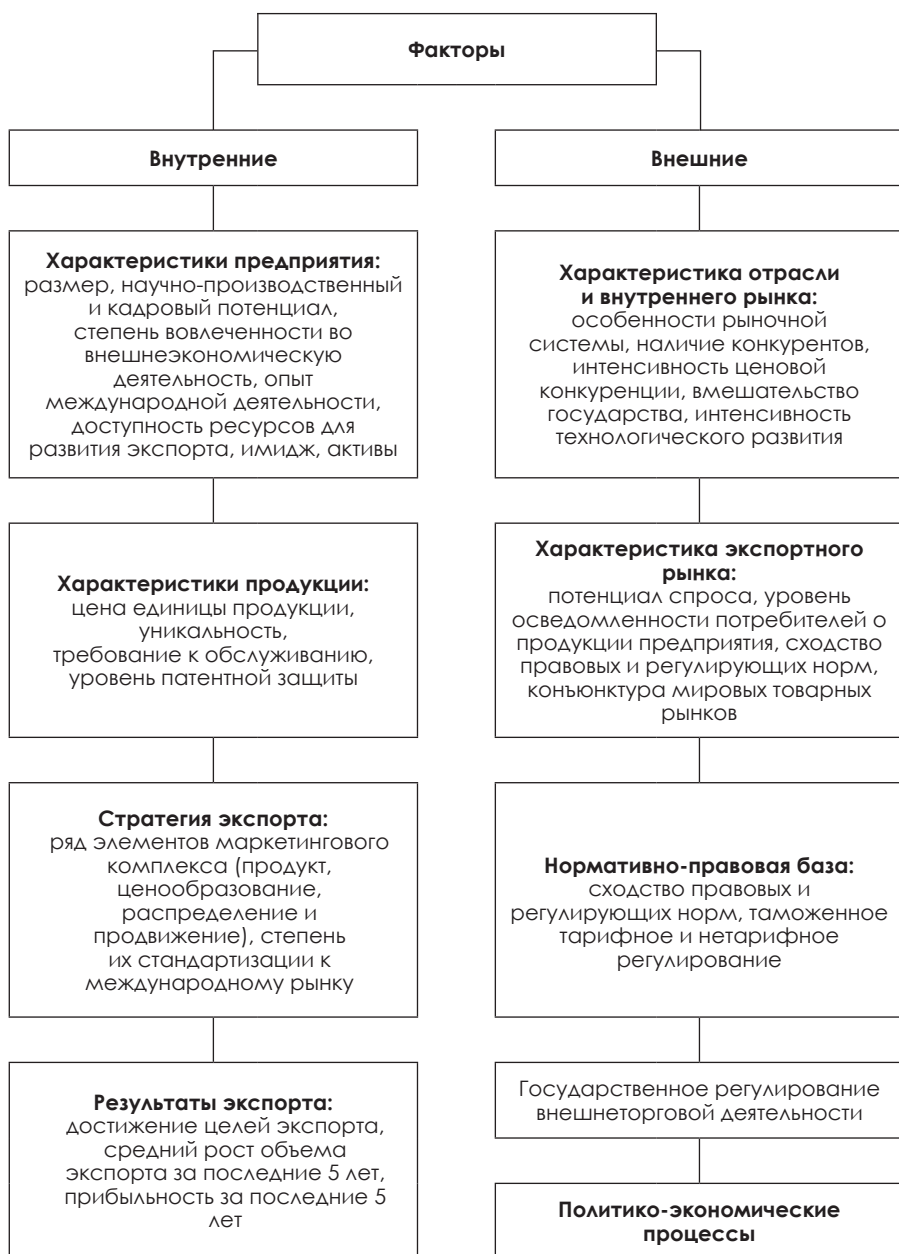 Факторы
Внутренние
Характеристики предприятия:
размер, научно-производственный
и кадровый потенциал,
степень вовлеченности во
внешнеэкономическую
деятельность, опыт
международной деятельности,
доступность ресурсов для
развития экспорта, имидж, активы
Характеристики продукции:
цена единицы продукции,
уникальность,
требование к обслуживанию,
уровень патентной защиты
Стратегия экспорта:
ряд элементов маркетингового
комплекса (продукт,
ценообразование,
распределение и
продвижение), степень
их стандартизации к
международному рынку
Результаты экспорта:
достижение целей экспорта,
средний рост объема
экспорта за последние 5 лет,
прибыльность за последние 5
лет
Внешние
Характеристика отрасли
и внутреннего рынка:
особенности рыночной
системы, наличие конкурентов,
интенсивность ценовой
конкуренции, вмешательство
государства, интенсивность
технологического развития
Характеристика экспортного
рынка:
потенциал спроса, уровень
осведомленности потребителей о
продукции предприятия, сходство
правовых и регулирующих норм,
конъюнктура мировых товарных
рынков
Нормативно-правовая база:
сходство правовых и
регулирующих норм, таможенное
тарифное и нетарифное
регулирование
Государственное регулирование
внешнеторговой деятельности
Политико-экономические
процессы